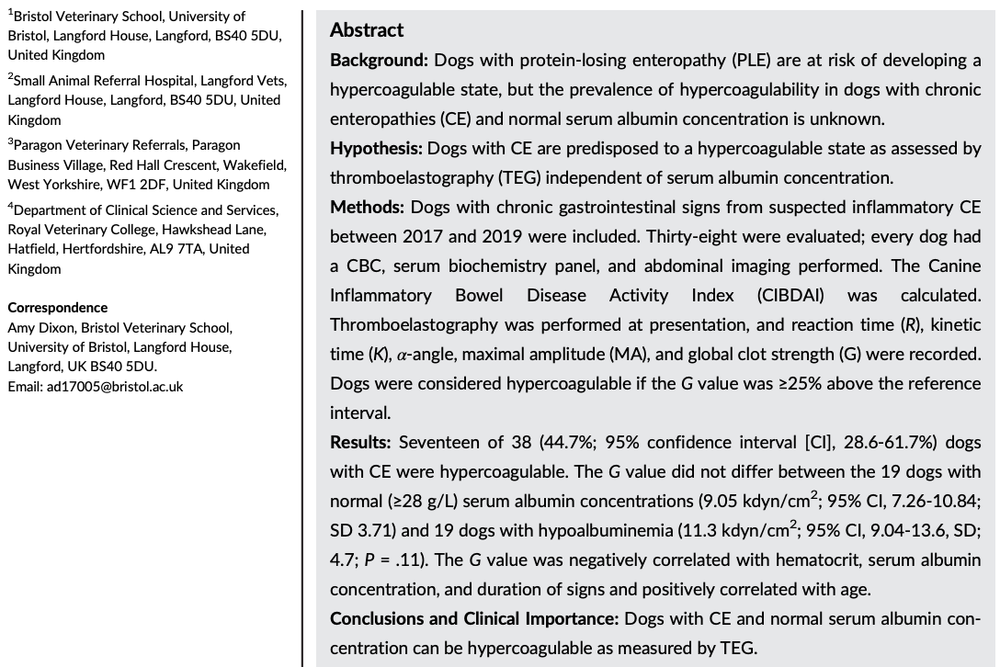 ¹Bristol Veterinary School, University of
Bristol, Langford House, Langford, BS40 5DU,
United Kingdom
²Small Animal Referral Hospital, Langford Vets,
Langford House, Langford, BS40 5DU, United
Kingdom
³Paragon Veterinary Referrals, Paragon
Business Village, Red Hall Crescent, Wakefield,
West Yorkshire, WF1 2DF, United Kingdom
⁴Department of Clinical Science and Services,
Royal Veterinary College, Hawkshead Lane,
Hatfield, Hertfordshire, AL9 7TA, United
Kingdom
Correspondence
Amy Dixon, Bristol Veterinary School,
University of Bristol, Langford House,
Langford, UK BS40 5DU.
Email: ad17005@bristol.ac.uk
Abstract
Background: Dogs with protein-losing enteropathy (PLE) are at risk of developing a
hypercoagulable state, but the prevalence of hypercoagulability in dogs with chronic
enteropathies (CE) and normal serum albumin concentration is unknown.
Hypothesis: Dogs with CE are predisposed to a hypercoagulable state as assessed by
thromboelastography (TEG) independent of serum albumin concentration.
Methods: Dogs with chronic gastrointestinal signs from suspected inflammatory CE
between 2017 and 2019 were included. Thirty-eight were evaluated; every dog had
a CBC, serum biochemistry panel, and abdominal imaging performed. The Canine
Inflammatory Bowel Disease Activity Index (CIBDAI) was calculated.
Thromboelastography was performed at presentation, and reaction time (R), kinetic
time (K), α-angle, maximal amplitude (MA), and global clot strength (G) were recorded.
Dogs were considered hypercoagulable if the G value was ≥25% above the reference
interval.
Results: Seventeen of 38 (44.7%; 95% confidence interval [CI], 28.6-61.7%) dogs
with CE were hypercoagulable. The G value did not differ between the 19 dogs with
normal (≥28 g/L) serum albumin concentrations (9.05 kdyn/cm²; 95% CI, 7.26-10.84;
SD 3.71) and 19 dogs with hypoalbuminemia (11.3 kdyn/cm²; 95% CI, 9.04-13.6, SD;
4.7; P = .11). The G value was negatively correlated with hematocrit, serum albumin
concentration, and duration of signs and positively correlated with age.
Conclusions and Clinical Importance: Dogs with CE and normal serum albumin con-
centration can be hypercoagulable as measured by TEG.